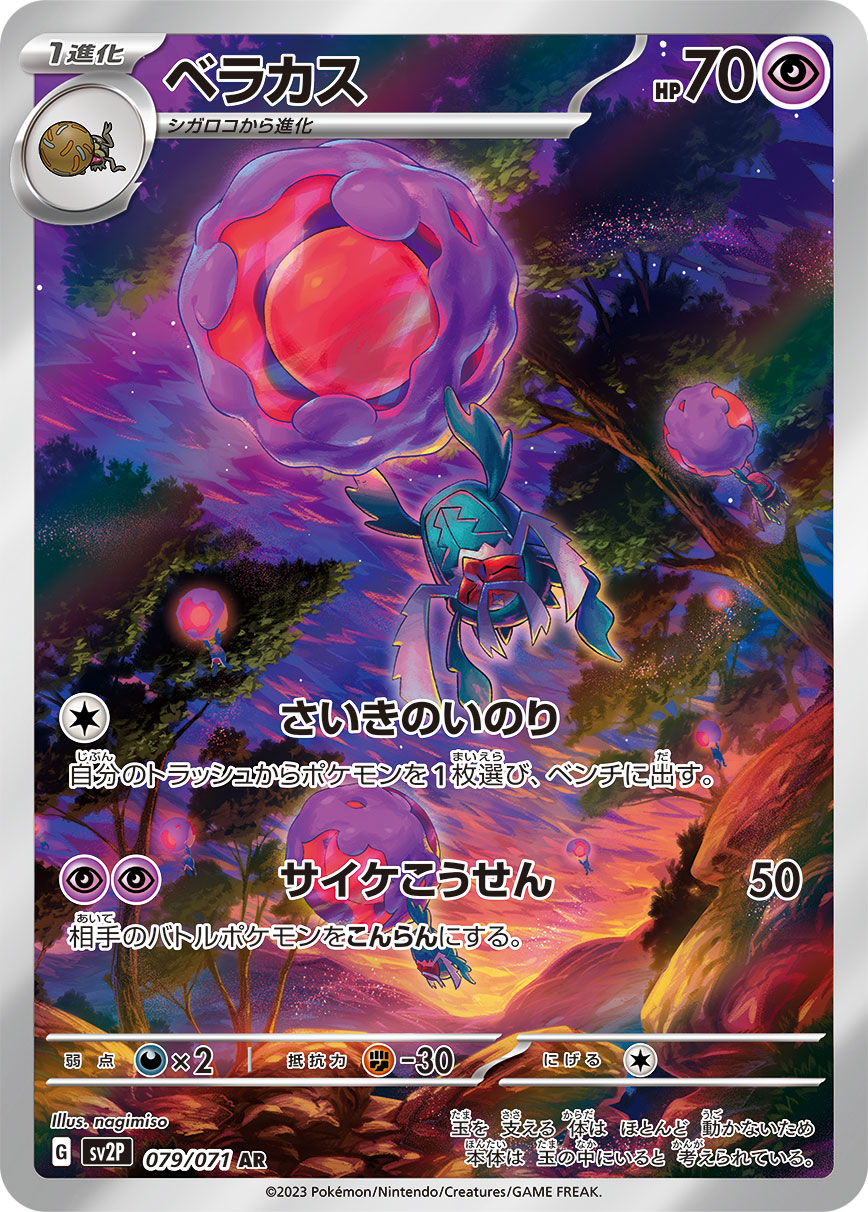 1進化
ベラカス
HP70
シガロコから進化
さいきのいのり
自分のトラッシュからポケモンを1枚選び、ベンチに出す。
サイケこうせん 50
相手のバトルポケモンをこんらんにする。
弱点 ×2 抵抗力 -30 にげる
Illus. nagimiso
玉を 支える 体は ほとんど 動かないため
本体は 玉の中にいると 考えられている。
G sv2P 079/071 AR
©2023 Pokémon/Nintendo/Creatures/GAME FREAK.